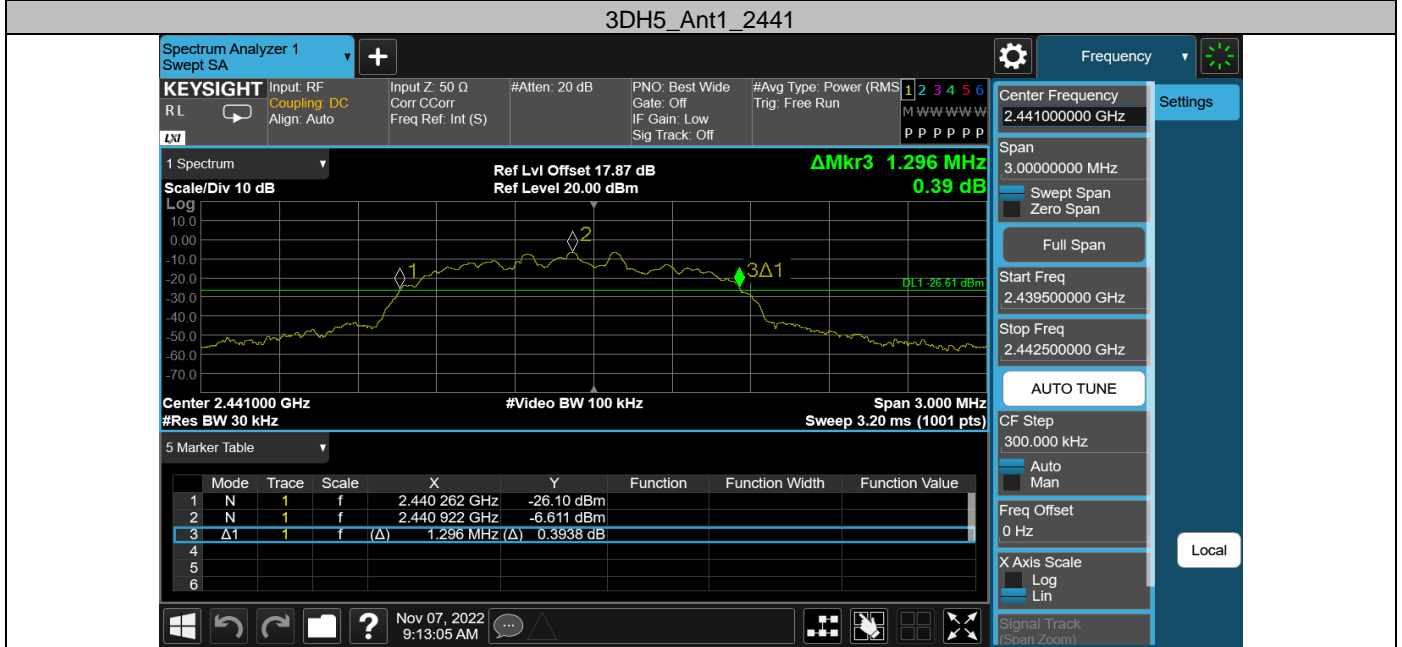 3DH5_Ant1_2441
Spectrum Analyzer 1
Swept SA
+
Frequency
KEYSIGHT
R L
LXI
Input: RF
Coupling: DC
Align: Auto
Input Z: 50 Ω
Corr CCorr
Freq Ref: Int (S)
#Atten: 20 dB
PNO: Best Wide
Gate: Off
IF Gain: Low
Sig Track: Off
#Avg Type: Power (RMS
Trig: Free Run
1 2 3 4 5 6
M W W W W W
P P P P P P
1 Spectrum
Scale/Div 10 dB
Log
Ref Lvl Offset 17.87 dB
Ref Level 20.00 dBm
ΔMkr3 1.296 MHz
0.39 dB
10.0
0.00
-10.0
-20.0
-30.0
-40.0
-50.0
-60.0
-70.0
1
2
3Δ1
DL1 -26.61 dBm
Center 2.441000 GHz
#Video BW 100 kHz
Span 3.000 MHz
#Res BW 30 kHz
Sweep 3.20 ms (1001 pts)
5 Marker Table
Mode Trace Scale X Y Function Function Width Function Value
1 N 1 f 2.440 262 GHz -26.10 dBm
2 N 1 f 2.440 922 GHz -6.611 dBm
3 Δ1 1 f (Δ) 1.296 MHz (Δ) 0.3938 dB
4
5
6
?
Nov 07, 2022
9:13:05 AM
Center Frequency
2.441000000 GHz
Settings
Span
3.00000000 MHz
Swept Span
Zero Span
Full Span
Start Freq
2.439500000 GHz
Stop Freq
2.442500000 GHz
AUTO TUNE
CF Step
300.000 kHz
Auto
Man
Freq Offset
0 Hz
X Axis Scale
Log
Lin
Local
Signal Track
(Span Zoom)